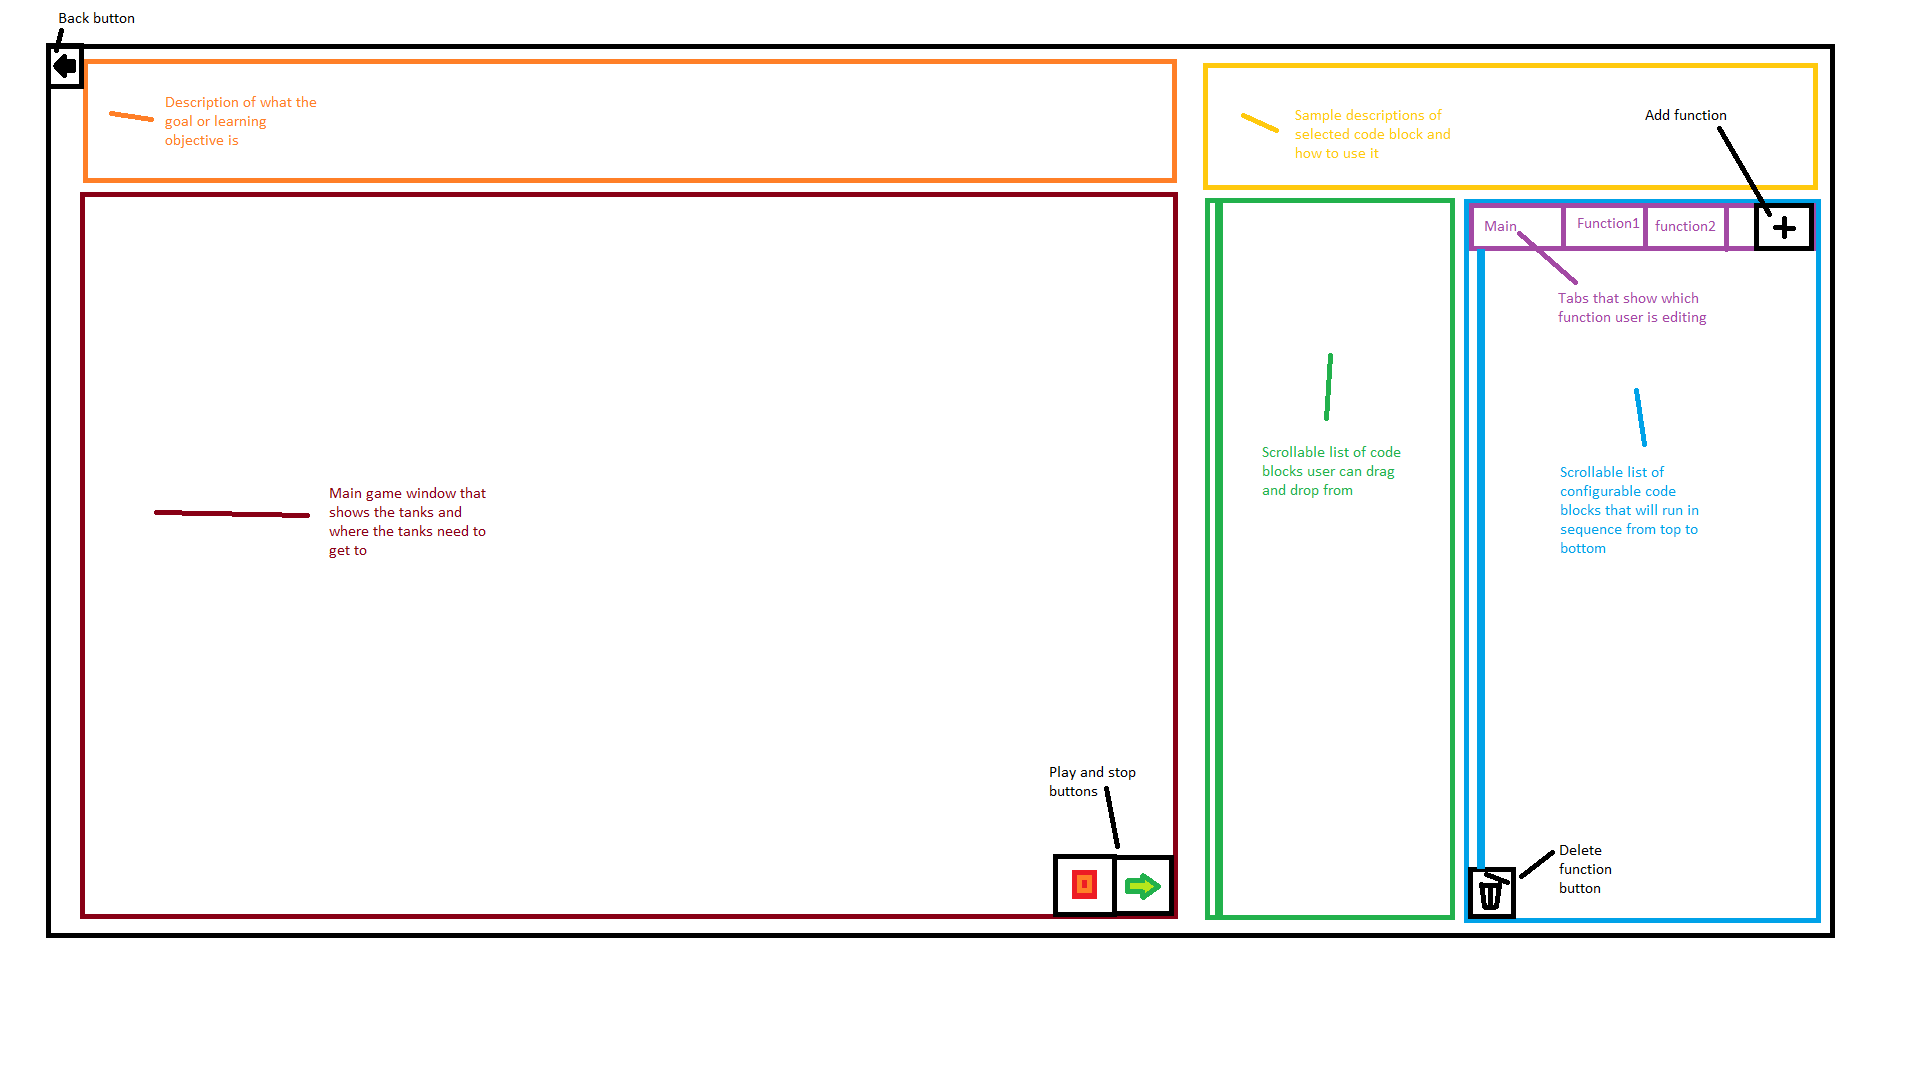 Back button
Description of what the
goal or learning
objective is
Sample descriptions of
selected code block and
how to use it
Add function
Main
Function1
function2
Tabs that show which
function user is editing
Scrollable list of code
blocks user can drag
and drop from
Scrollable list of
configurable code
blocks that will run in
sequence from top to
bottom
Main game window that
shows the tanks and
where the tanks need to
get to
Play and stop
buttons
Delete
function
button